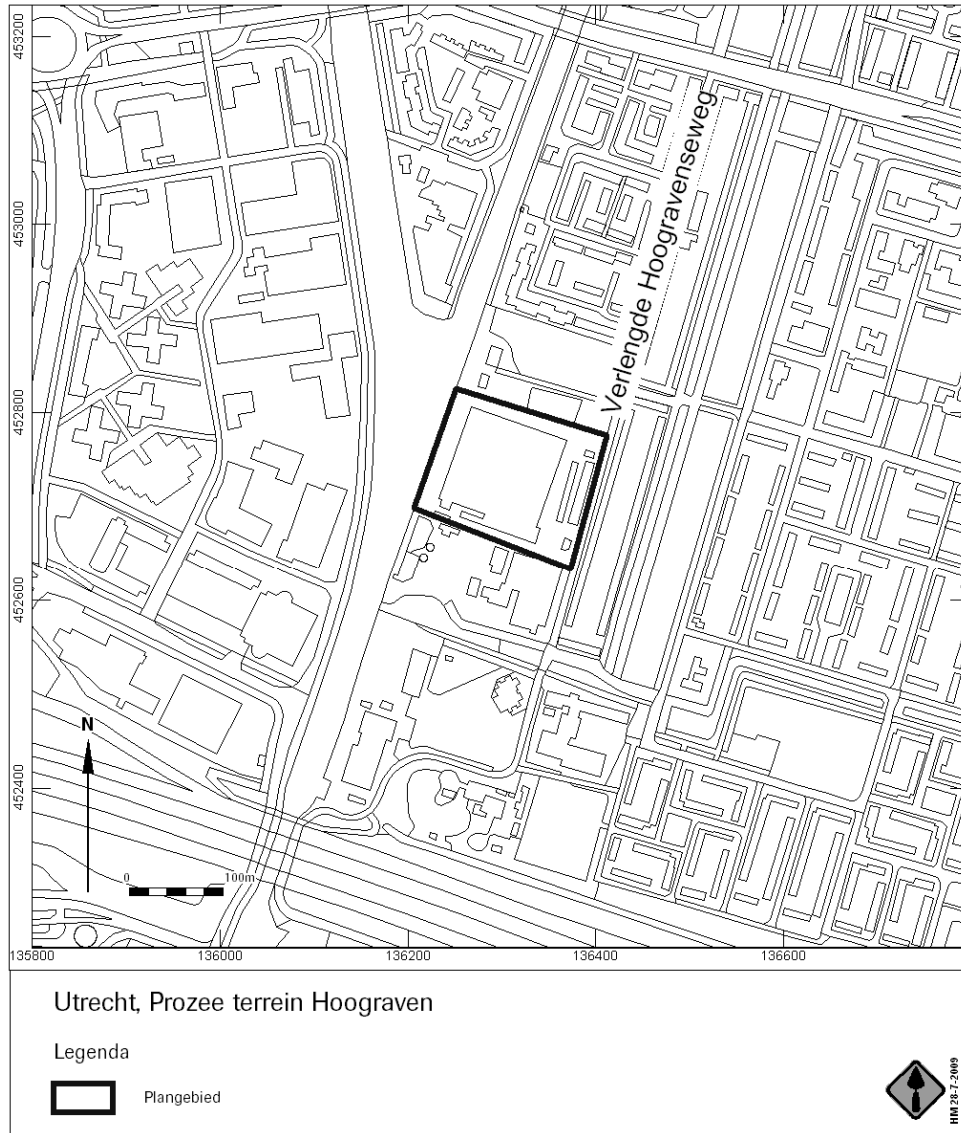 453200
453000
452800
452600
452400
Verlengde Hoogravenseweg
N
0 100m
135800 136000 136200 136400 136600
Utrecht, Prozee terrein Hoograven
Legenda
Plangebied
HM 28-7-2009